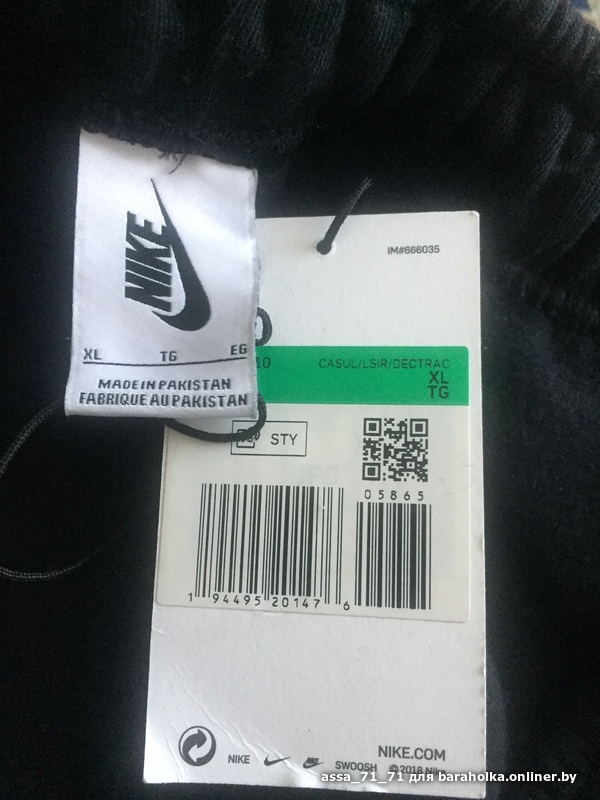 NIKE
XL TG EG
MADE IN PAKISTAN
FABRIQUE AU PAKISTAN
IM#666035
10 CASUL/LSIR/DECTRAC
XL
TG
STY
05865
1 94495 20147 6
NIKE.COM
NIKE SWOOSH © 2018
assa_71_71 для baraholka.onliner.by